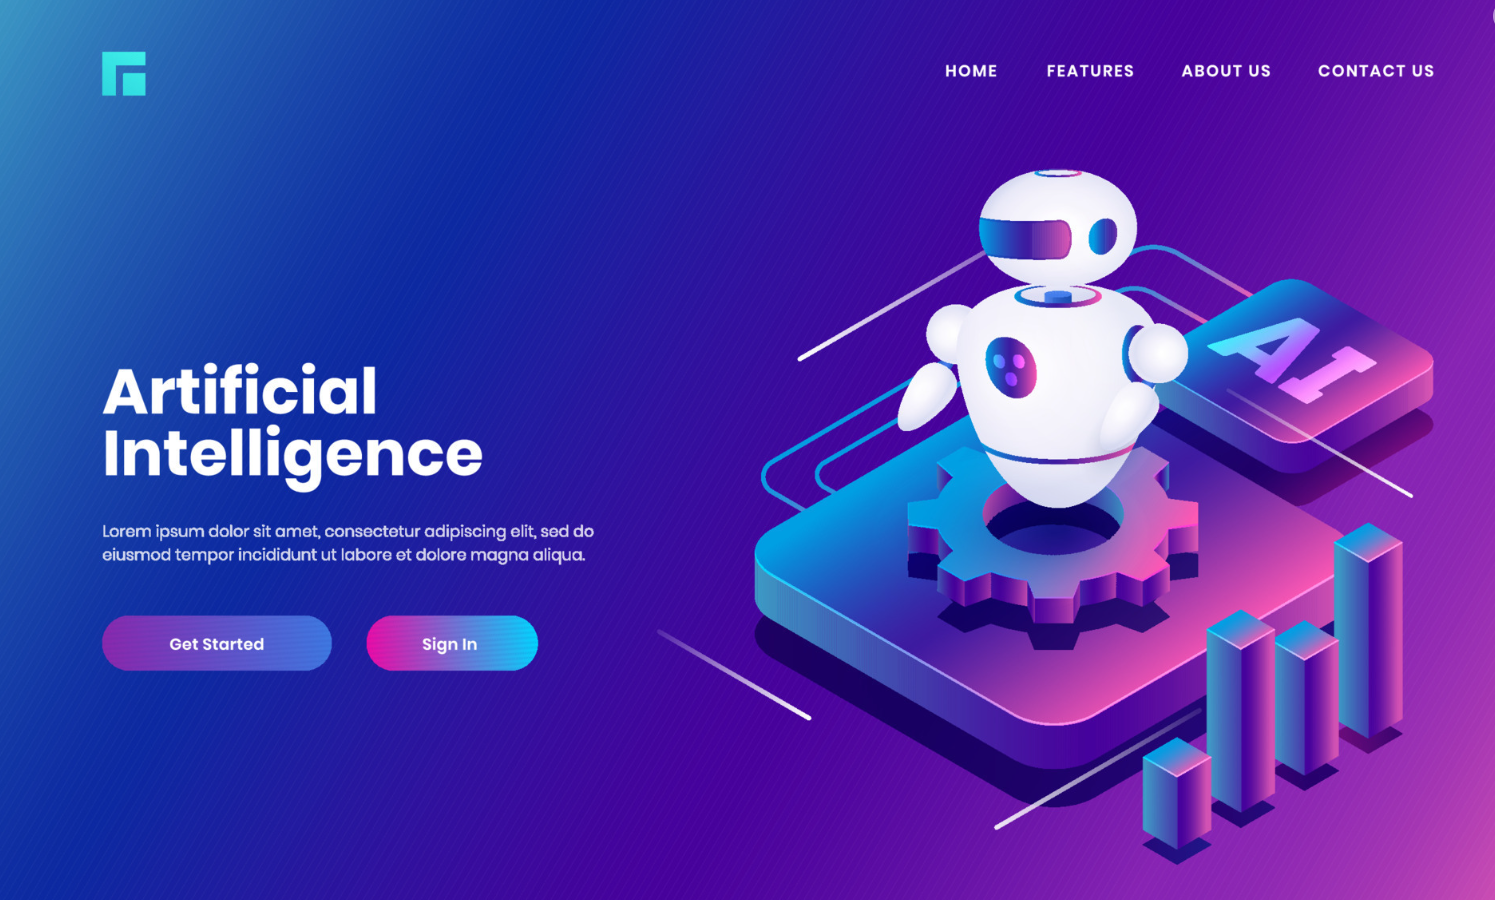 HOME FEATURES ABOUT US CONTACT US
AI
Artificial
Intelligence
Lorem ipsum dolor sit amet, consectetur adipiscing elit, sed do
eiusmod tempor incididunt ut labore et dolore magna aliqua.
Get Started Sign In